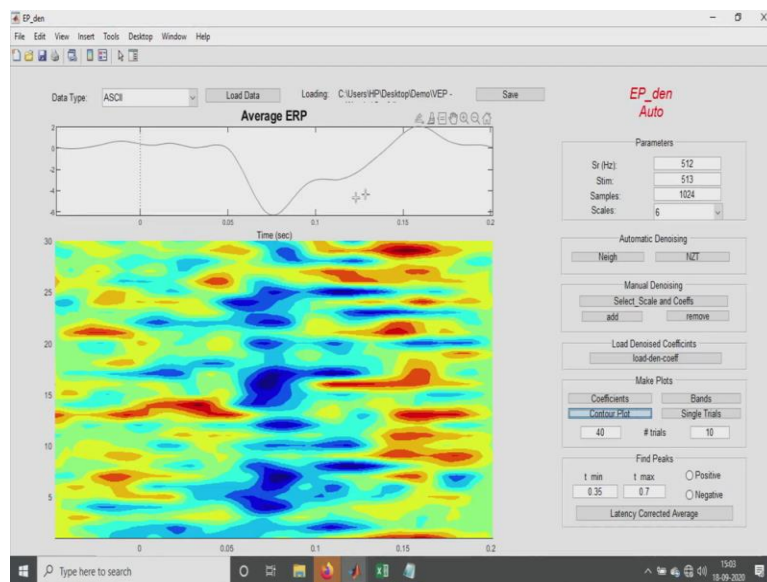 EP_den
File Edit View Insert Tools Desktop Window Help
Data Type: ASCII Load Data Loading: C:\Users\HP\Desktop\Demo\VEP - Save
EP_den
Auto
Average ERP
2
0
-2
-4
-6
0 0.05 0.1 0.15 0.2
Time (sec)
30
25
20
15
10
5
0 0.05 0.1 0.15 0.2
Parameters
Sr (Hz): 512
Stim: 513
Samples: 1024
Scales: 6
Automatic Denoising
Neigh NZT
Manual Denoising
Select_Scale and Coeffs
add remove
Load Denoised Coefficints
load-den-coeff
Make Plots
Coefficients Bands
Contour Plot Single Trials
40 # trials 10
Find Peaks
t min t max Positive
0.35 0.7 Negative
Latency Corrected Average
Type here to search
15:03
18-09-2020